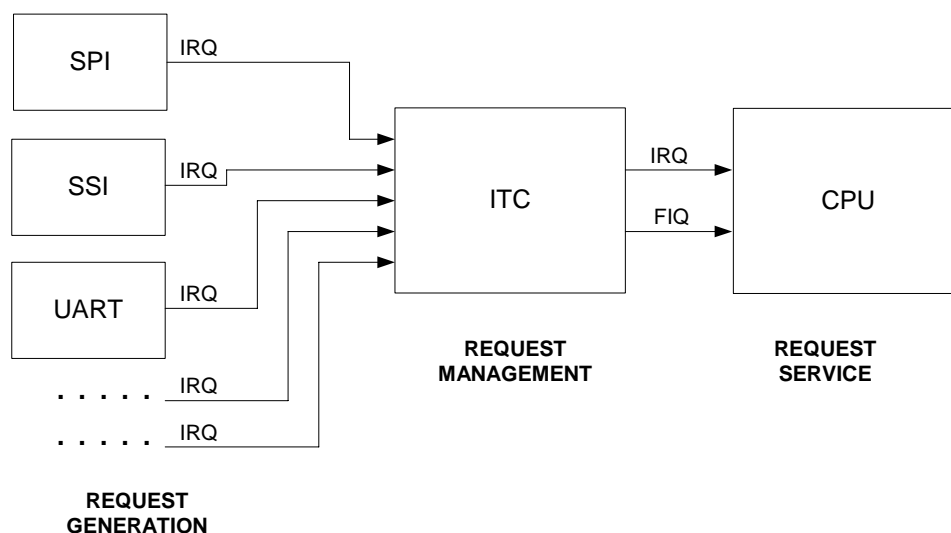 SPI
IRQ
SSI
IRQ
UART
IRQ
. . . . . IRQ
. . . . . IRQ
REQUEST
GENERATION
ITC
REQUEST
MANAGEMENT
IRQ
FIQ
CPU
REQUEST
SERVICE